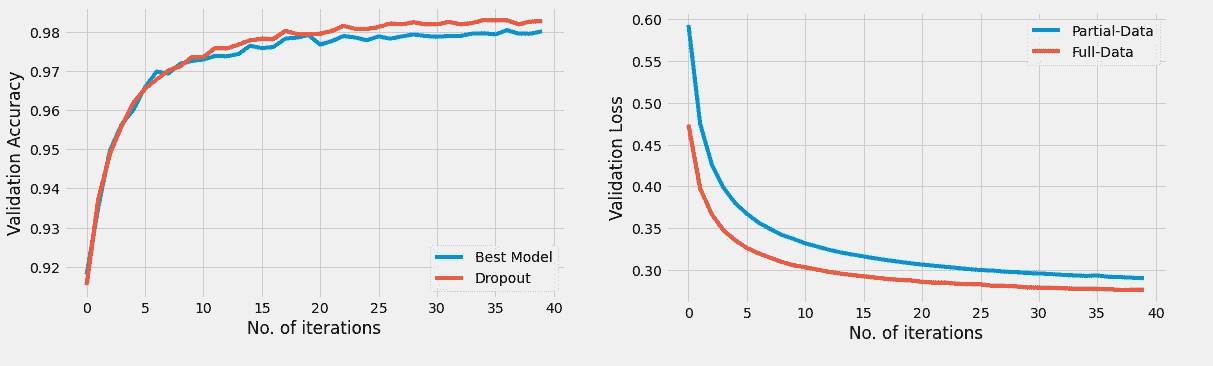 0.98
0.97
0.96
0.95
0.94
0.93
0.92
Validation Accuracy
Best Model
Dropout
0 5 10 15 20 25 30 35 40
No. of iterations
0.60
0.55
0.50
0.45
0.40
0.35
0.30
Validation Loss
Partial-Data
Full-Data
0 5 10 15 20 25 30 35 40
No. of iterations